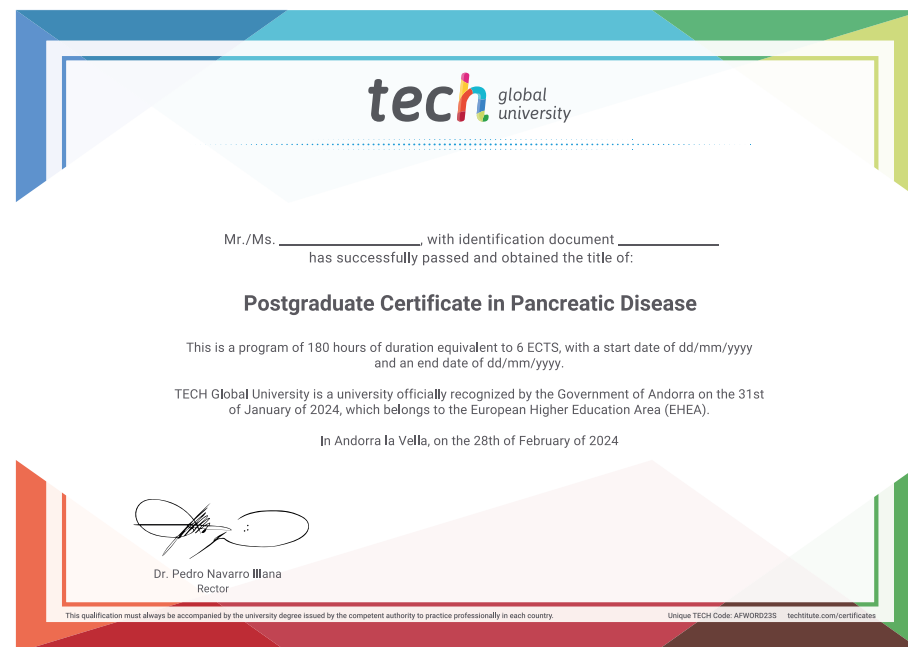 tech global university
Mr./Ms. ____________, with identification document ____________
has successfully passed and obtained the title of:
Postgraduate Certificate in Pancreatic Disease
This is a program of 180 hours of duration equivalent to 6 ECTS, with a start date of dd/mm/yyyy
and an end date of dd/mm/yyyy.
TECH Global University is a university officially recognized by the Government of Andorra on the 31st
of January of 2024, which belongs to the European Higher Education Area (EHEA).
In Andorra la Vella, on the 28th of February of 2024
Dr. Pedro Navarro Illana
Rector
This qualification must always be accompanied by the university degree issued by the competent authority to practice professionally in each country.
Unique TECH Code: AFWORD23S techtitute.com/certificates